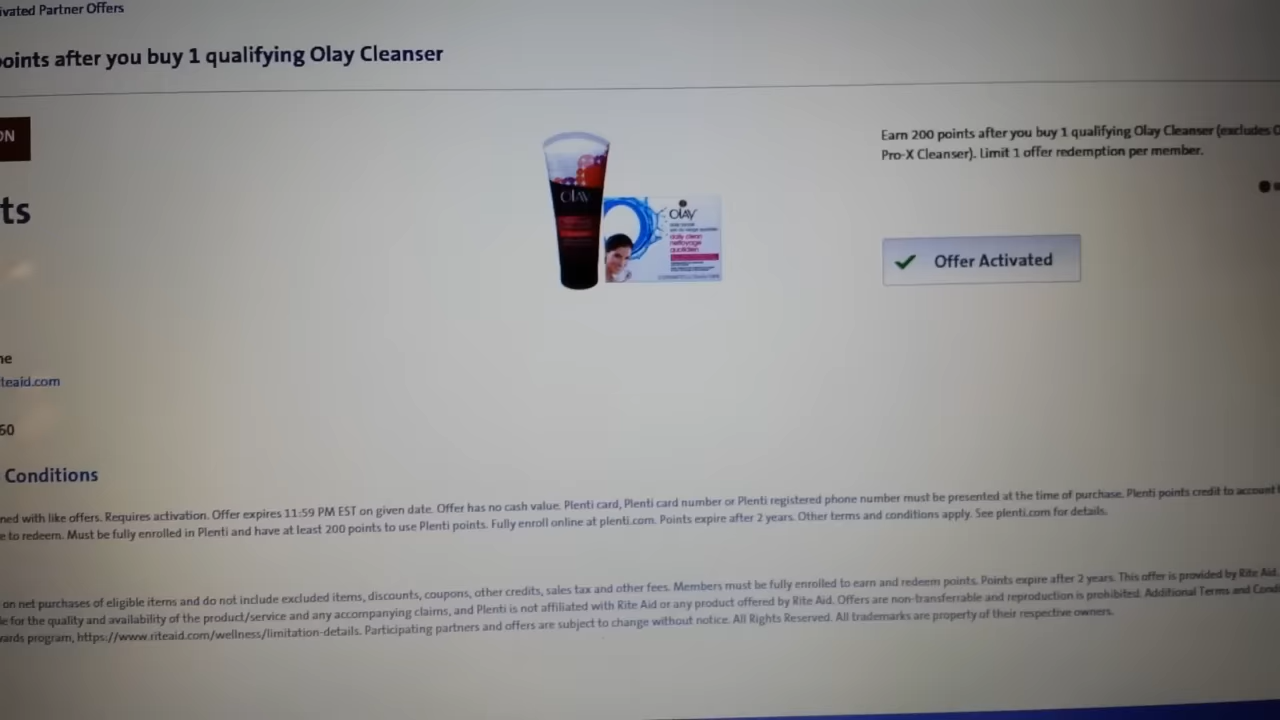 ivated Partner Offers
oints after you buy 1 qualifying Olay Cleanser
ON
Earn 200 points after you buy 1 qualifying Olay Cleanser (excludes O
Pro-X Cleanser). Limit 1 offer redemption per member.
ts
OLAY
OLAY
daily clean
nettoyage
quotidien
Offer Activated
ne
teaid.com
60
Conditions
ned with like offers. Requires activation. Offer expires 11:59 PM EST on given date. Offer has no cash value. Plenti card, Plenti card number or Plenti registered phone number must be presented at the time of purchase. Plenti points credit to account
e to redeem. Must be fully enrolled in Plenti and have at least 200 points to use Plenti points. Fully enroll online at plenti.com. Points expire after 2 years. Other terms and conditions apply. See plenti.com for details.
on net purchases of eligible items and do not include excluded items, discounts, coupons, other credits, sales tax and other fees. Members must be fully enrolled to earn and redeem points. Points expire after 2 years. This offer is provided by Rite Aid.
le for the quality and availability of the product/service and any accompanying claims, and Plenti is not affiliated with Rite Aid or any product offered by Rite Aid. Offers are non-transferrable and reproduction is prohibited. Additional Terms and Cond
vards program, https://www.riteaid.com/wellness/limitation-details. Participating partners and offers are subject to change without notice. All Rights Reserved. All trademarks are property of their respective owners.